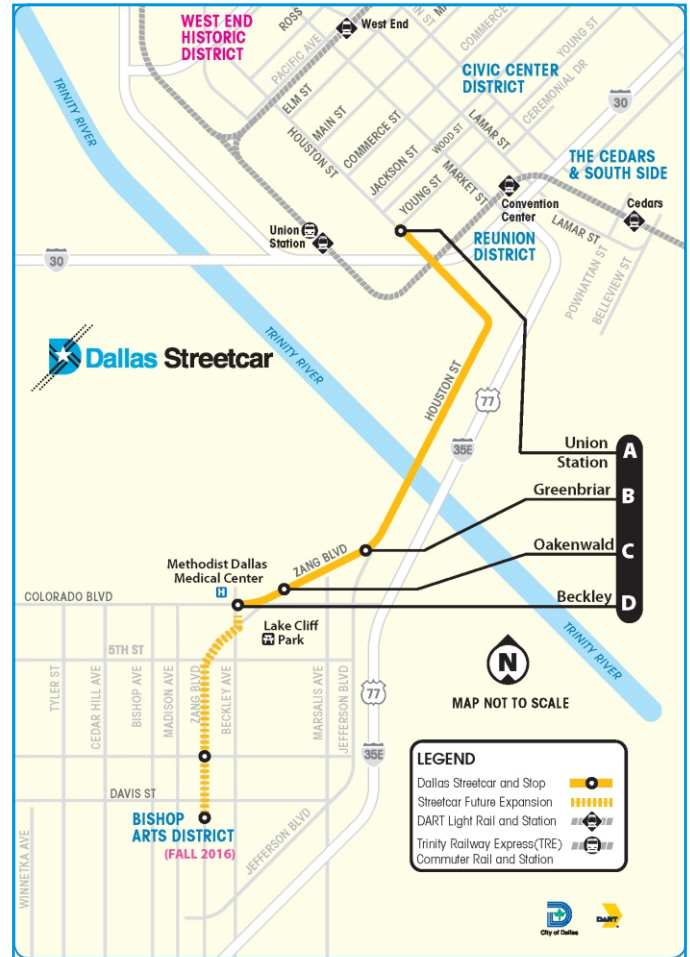 WEST END
HISTORIC
DISTRICT
ROSS
PACIFIC AVE
West End
MAIN ST
COMMERCE ST
YOUNG ST
CIVIC CENTER
DISTRICT
CEREMONIAL DR
30
TRINITY RIVER
ELM ST
MAIN ST
HOUSTON ST
COMMERCE ST
JACKSON ST
WOOD ST
LAMAR ST
YOUNG ST
MARKET ST
THE CEDARS
& SOUTH SIDE
Convention
Center
Cedars
Union
Station
REUNION
DISTRICT
LAMAR ST
POWHATTAN ST
BELLEVIEW ST
30
Dallas Streetcar
TRINITY RIVER
HOUSTON ST
77
35E
Union
Station
A
Greenbriar
B
Oakenwald
C
Beckley
D
ZANG BLVD
Methodist Dallas
Medical Center
H
COLORADO BLVD
Lake Cliff
Park
5TH ST
TRINITY RIVER
N
MAP NOT TO SCALE
TYLER ST
CEDAR HILL AVE
BISHOP AVE
MADISON AVE
ZANG BLVD
BECKLEY AVE
MARSALIS AVE
JEFFERSON BLVD
77
35E
DAVIS ST
BISHOP
ARTS DISTRICT
(FALL 2016)
JEFFERSON BLVD
WINNETKA AVE
LEGEND
Dallas Streetcar and Stop
Streetcar Future Expansion
DART Light Rail and Station
Trinity Railway Express(TRE)
Commuter Rail and Station
City of Dallas
DART